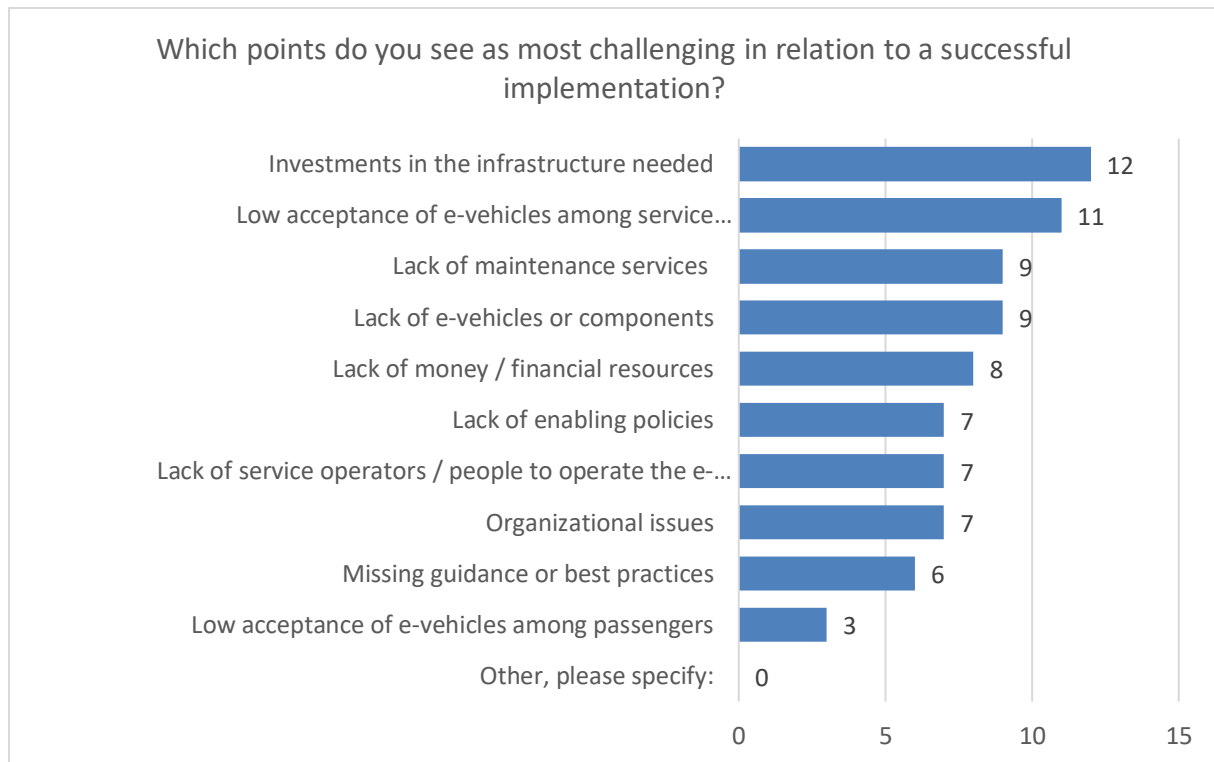 Which points do you see as most challenging in relation to a successful
implementation?
Investments in the infrastructure needed 12
Low acceptance of e-vehicles among service... 11
Lack of maintenance services 9
Lack of e-vehicles or components 9
Lack of money / financial resources 8
Lack of enabling policies 7
Lack of service operators / people to operate the e-... 7
Organizational issues 7
Missing guidance or best practices 6
Low acceptance of e-vehicles among passengers 3
Other, please specify: 0
0 5 10 15